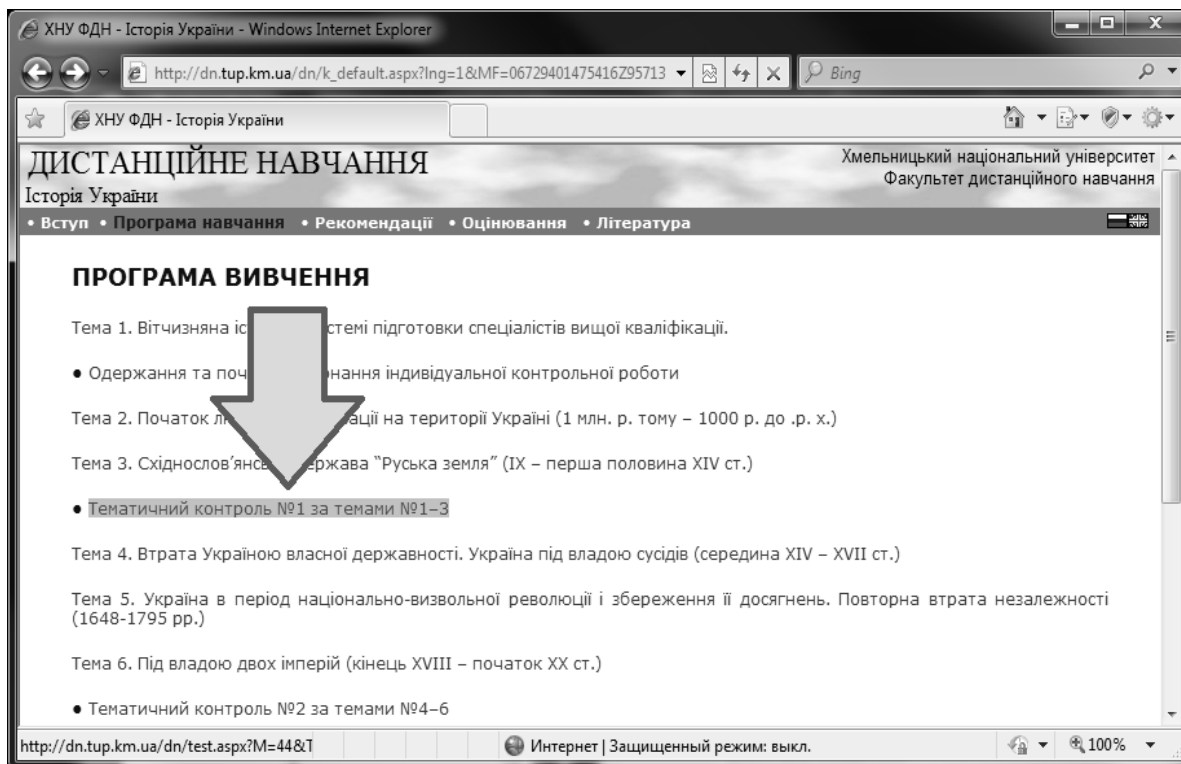 ХНУ ФДН - Історія України - Windows Internet Explorer
http://dn.tup.km.ua/dn/k_default.aspx?lng=1&MF=06729401475416Z95713
Bing
ХНУ ФДН - Історія України
ДИСТАНЦІЙНЕ НАВЧАННЯ
Хмельницький національний університет
Історія України
Факультет дистанційного навчання
• Вступ • Програма навчання • Рекомендації • Оцінювання • Література
ПРОГРАМА ВИВЧЕННЯ
Тема 1. Вітчизняна іс стемі підготовки спеціалістів вищої кваліфікації.
• Одержання та поч нання індивідуальної контрольної роботи
Тема 2. Початок л ації на території Україні (1 млн. р. тому – 1000 р. до .р. х.)
Тема 3. Східнослов’янсь ержава “Руська земля” (IX – перша половина XIV ст.)
• Тематичний контроль №1 за темами №1–3
Тема 4. Втрата Україною власної державності. Україна під владою сусідів (середина XIV – XVII ст.)
Тема 5. Україна в період національно-визвольної революції і збереження її досягнень. Повторна втрата незалежності
(1648-1795 рр.)
Тема 6. Під владою двох імперій (кінець XVIII – початок XX ст.)
• Тематичний контроль №2 за темами №4–6
http://dn.tup.km.ua/dn/test.aspx?M=44&T
Интернет | Защищенный режим: выкл.
100%